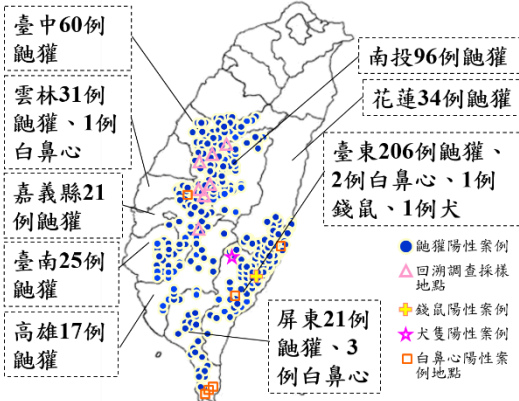 臺中60例
鼬獾
雲林31例
鼬獾、1例
白鼻心
嘉義縣21
例鼬獾
臺南25例
鼬獾
高雄17例
鼬獾
南投96例鼬獾
花蓮34例鼬獾
臺東206例鼬獾、
2例白鼻心、1例
錢鼠、1例犬
屏東21例
鼬獾、3
例白鼻心
鼬獾陽性案例
回溯調查採樣
地點
錢鼠陽性案例
犬隻陽性案例
白鼻心陽性案
例地點